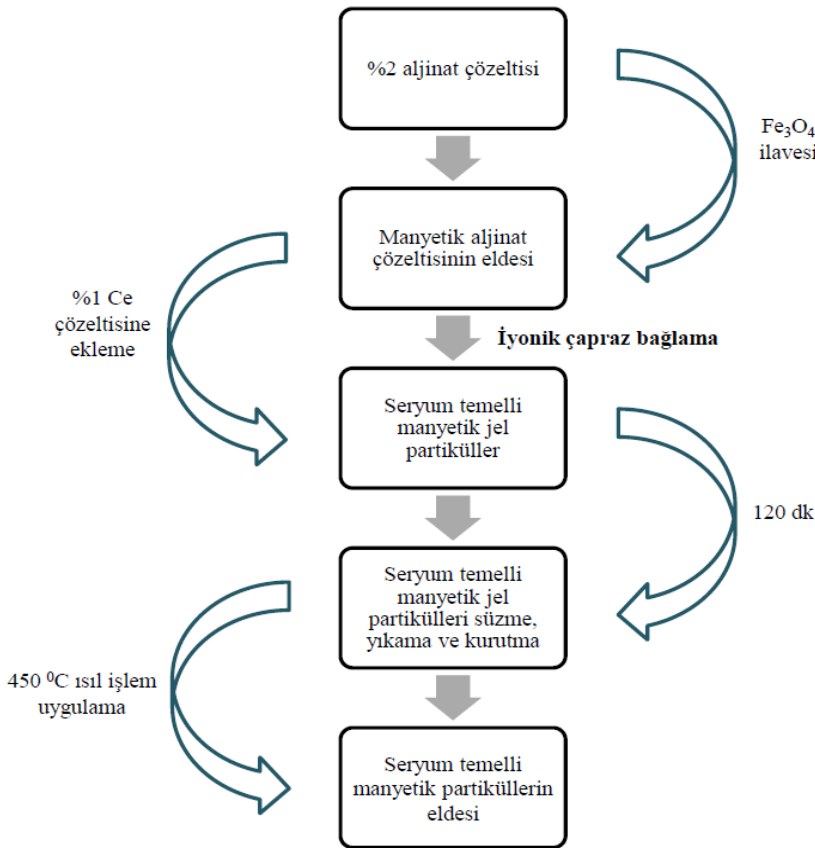 %2 aljinat çözeltisi
Fe₃O₄
ilavesi
Manyetik aljinat
çözeltisinin eldesi
%1 Ce
çözeltisine
ekleme
İyonik çapraz bağlama
Seryum temelli
manyetik jel
partiküller
120 dk
Seryum temelli
manyetik jel
partikülleri süzme,
yıkama ve kurutma
450 ⁰C ısıl işlem
uygulama
Seryum temelli
manyetik partiküllerin
eldesi